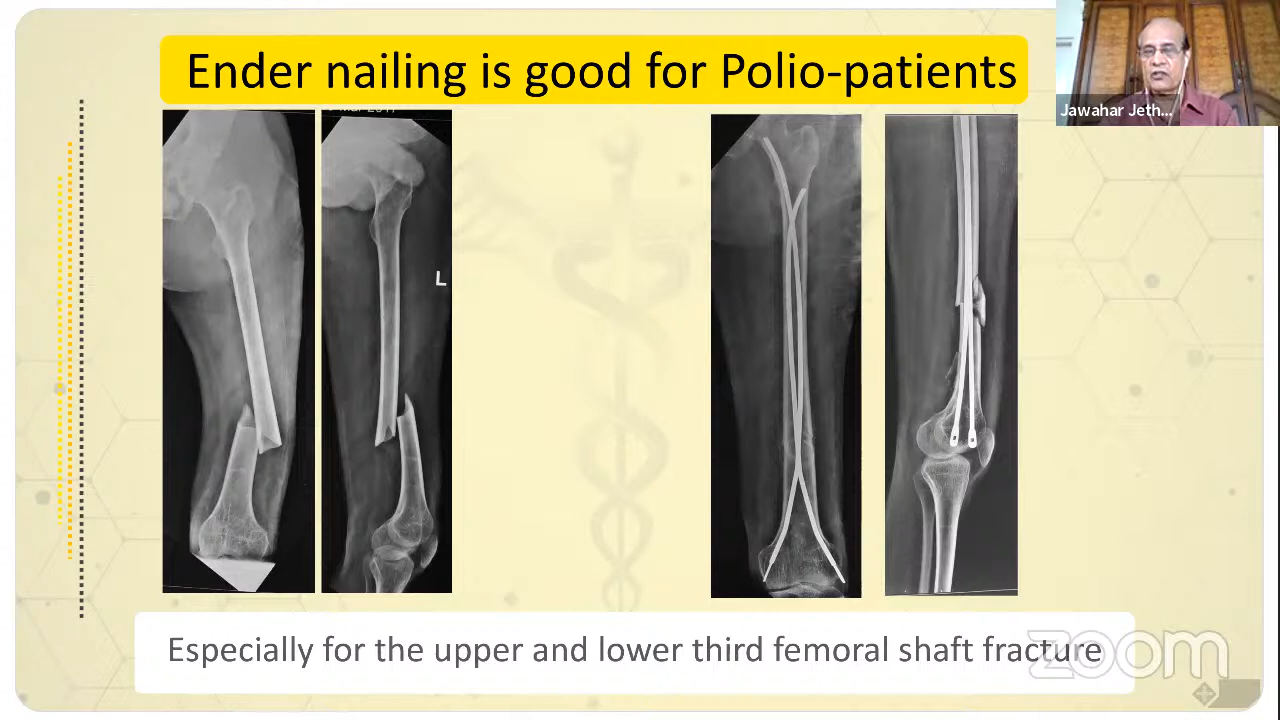 Ender nailing is good for Polio-patients
Jawahar Jeth...
L
Especially for the upper and lower third femoral shaft fracture
zoom